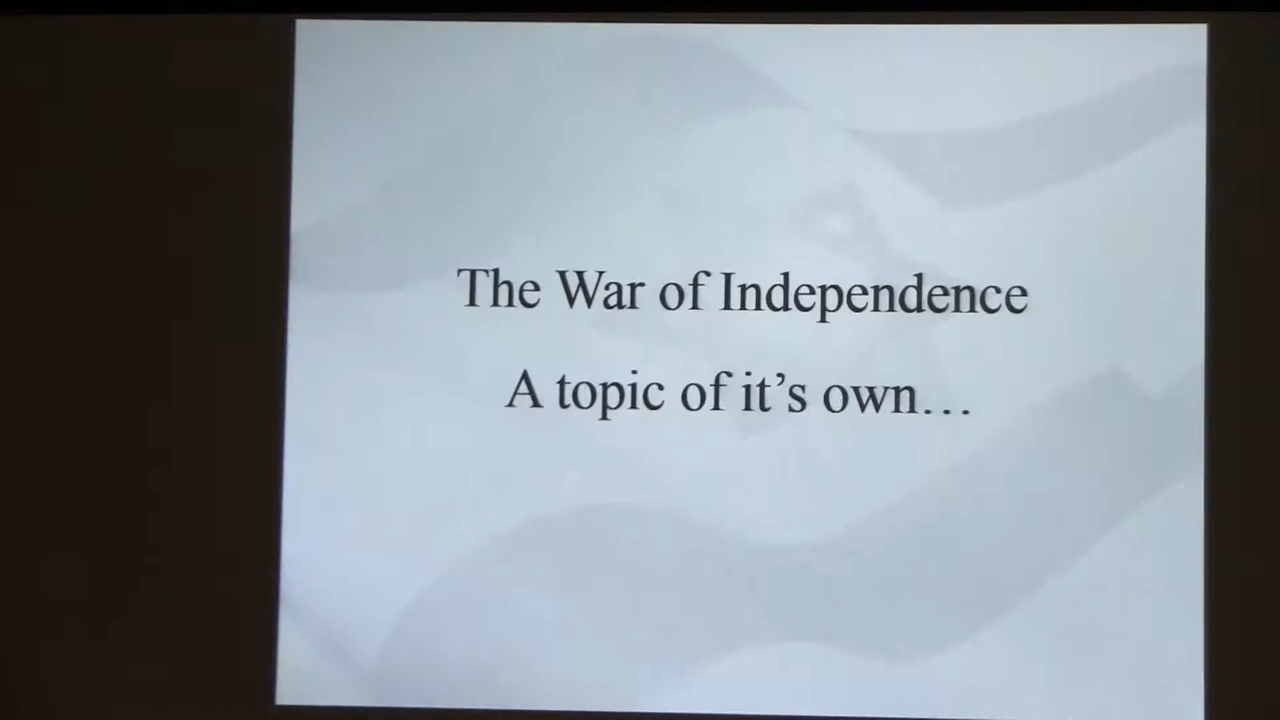 The War of Independence
A topic of it’s own…